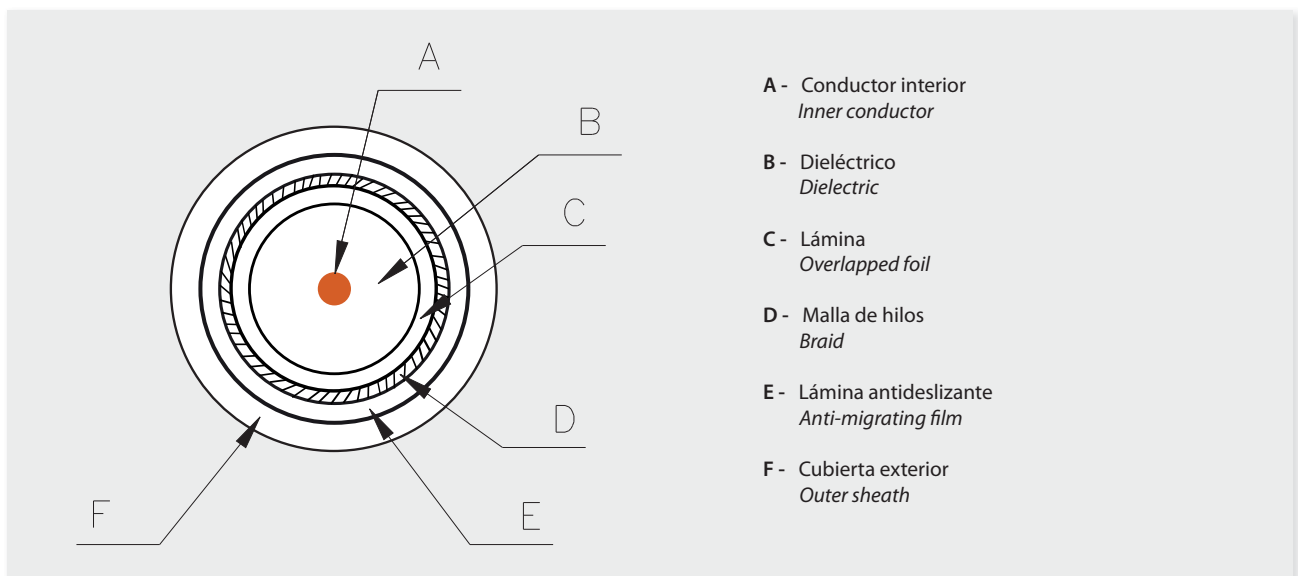 A
B
C
D
E
F
A - Conductor interior
Inner conductor
B - Dieléctrico
Dielectric
C - Lámina
Overlapped foil
D - Malla de hilos
Braid
E - Lámina antideslizante
Anti-migrating film
F - Cubierta exterior
Outer sheath